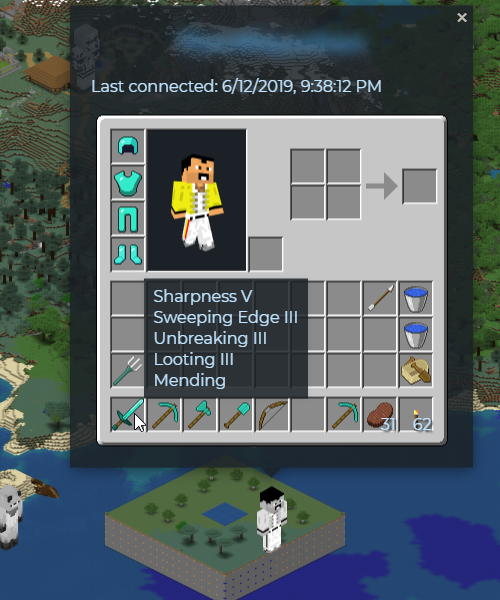 ×
Last connected: 6/12/2019, 9:38:12 PM
Sharpness V
Sweeping Edge III
Unbreaking III
Looting III
Mending
31 62